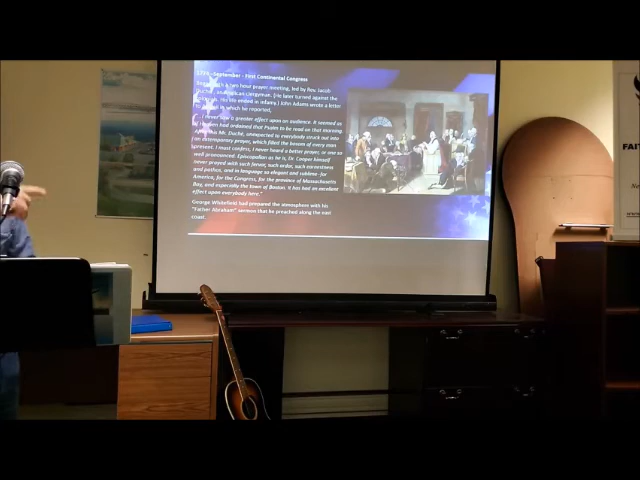 1774 - September - First Continental Congress
a two hour prayer meeting, led by Rev. Jacob
clergyman. (He later turned against the
His life ended in infamy.) John Adams wrote a letter
in which he reported,
I never saw a greater effect upon an audience. It seemed as
if Heaven had ordained that Psalm to be read on that morning.
After this Mr. Duché, unexpected to everybody struck out into
an extemporary prayer, which filled the bosom of every man
present. I must confess, I never heard a better prayer, or one so
well pronounced. Episcopalian as he is, Dr. Cooper himself
never prayed with such fervor, such ardor, such earnestness
and pathos, and in language so elegant and sublime-for
America, for the Congress, for the province of Massachusetts
Bay, and especially the town of Boston. It has had an excellent
effect upon everybody here."
George Whitefield had prepared the atmosphere with his
"Father Abraham" sermon that he preached along the east
coast.
FAIT